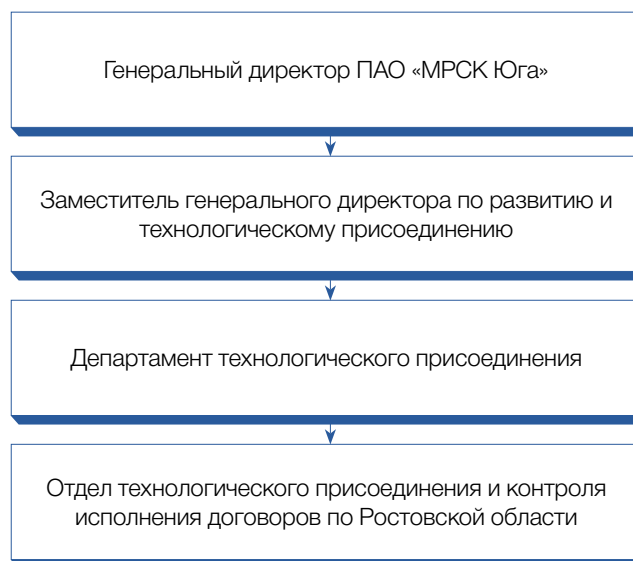 Генеральный директор ПАО «МРСК Юга»
Заместитель генерального директора по развитию и
технологическому присоединению
Департамент технологического присоединения
Отдел технологического присоединения и контроля
исполнения договоров по Ростовской области